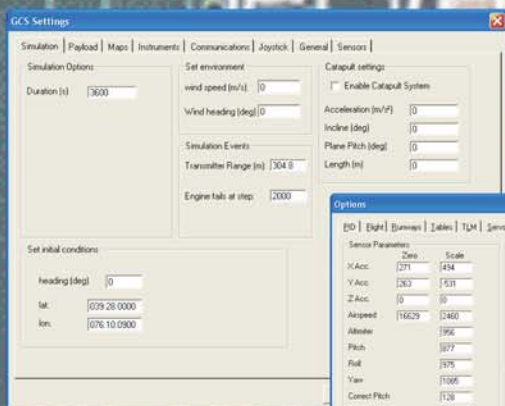 GCS Settings
Simulation Payload Maps Instruments Communications Joystick General Sensors
Simulation Options
Duration (s) 3600
Set environment
wind speed (m/s) 0
Wind heading (deg) 0
Simulation Events
Transmitter Range (m) 304.8
Engine fails at step: 2000
Catapult settings
Enable Catapult System
Acceleration (m/s²) 0
Incline (deg) 0
Plane Pitch (deg) 0
Length (m) 0
Set initial conditions
heading (deg) 0
lat. 039.28.0000
lon. 076.10.0900
Options
PID Flight Runways Tables TLM Servo
Sensor Parameters
Zero Scale
X Acc. 271 494
Y Acc. 263 -531
Z Acc. 0 0
Airspeed 16629 2460
Altimeter 956
Pitch 877
Roll 975
Yaw 1085
Correct Pitch 128